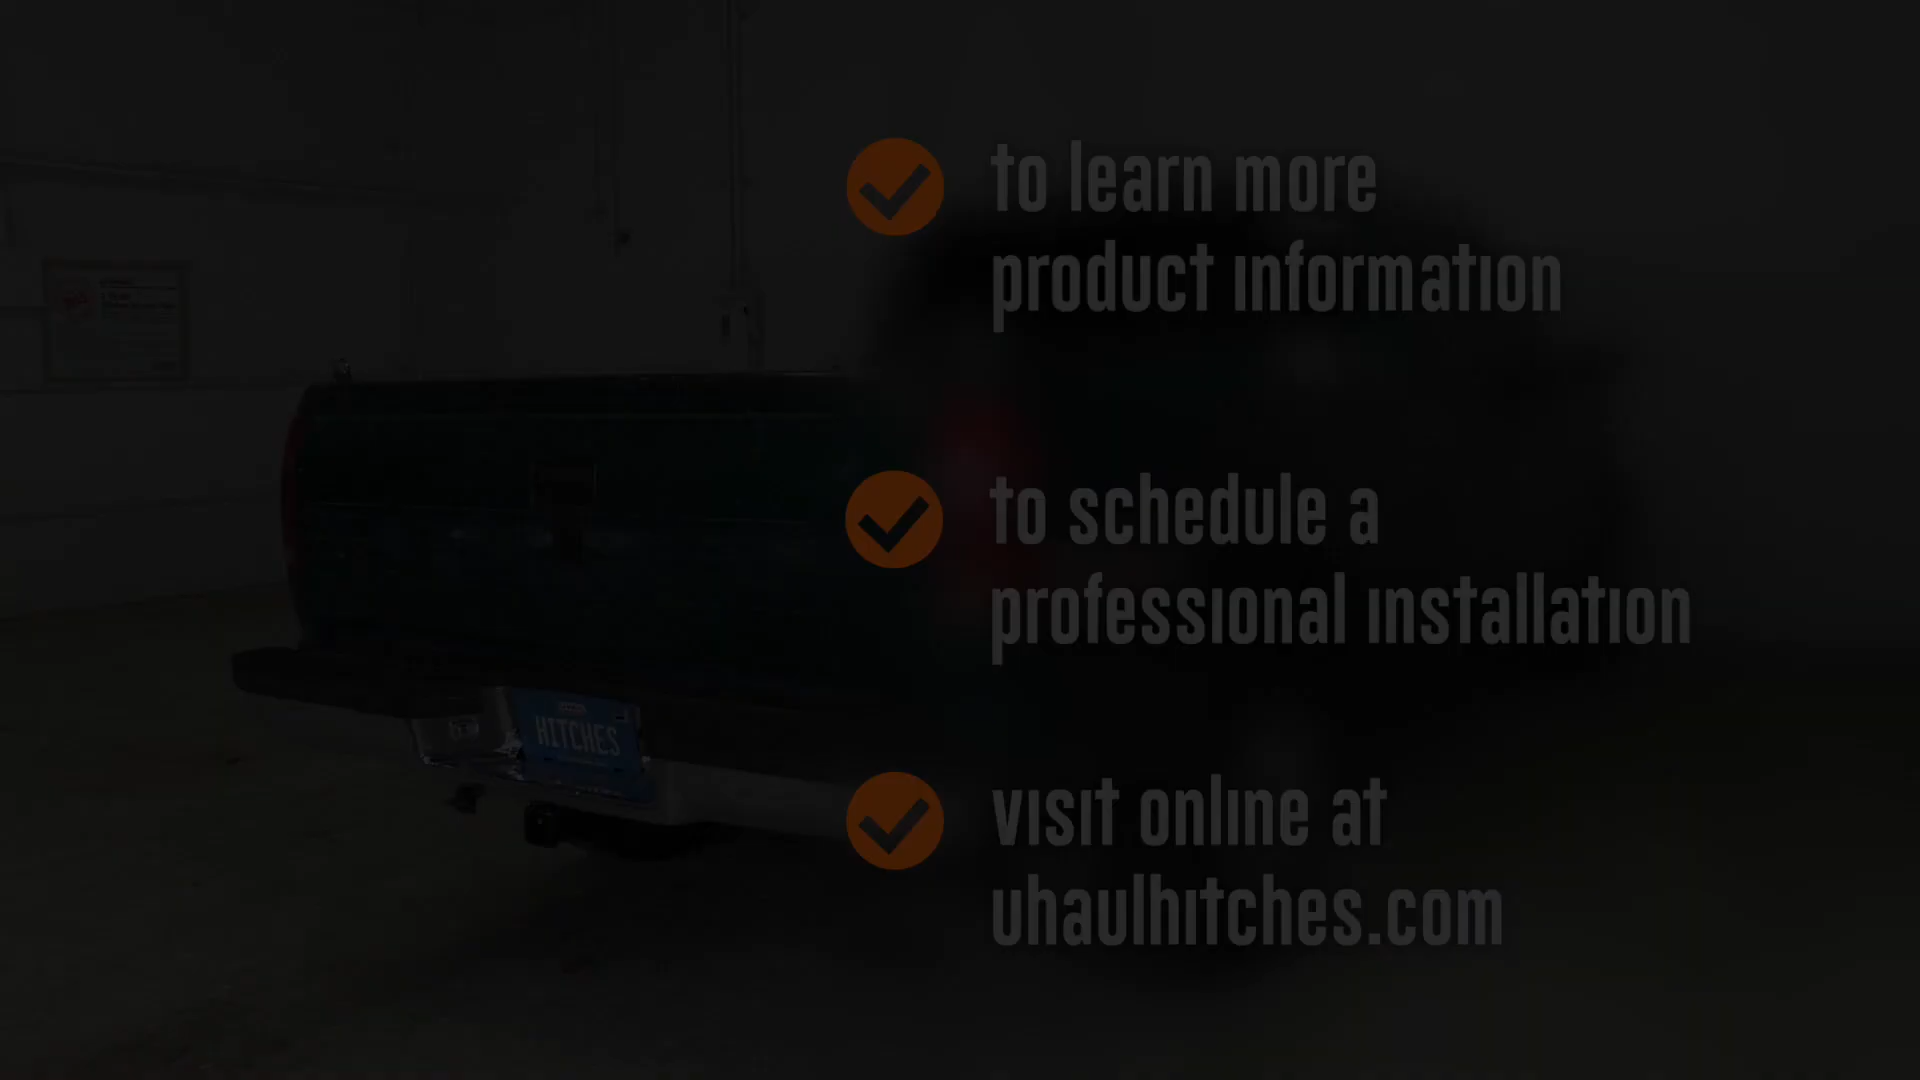 to learn more
product information
to schedule a
professional installation
HITCHES
visit online at
uhaulhitches.com